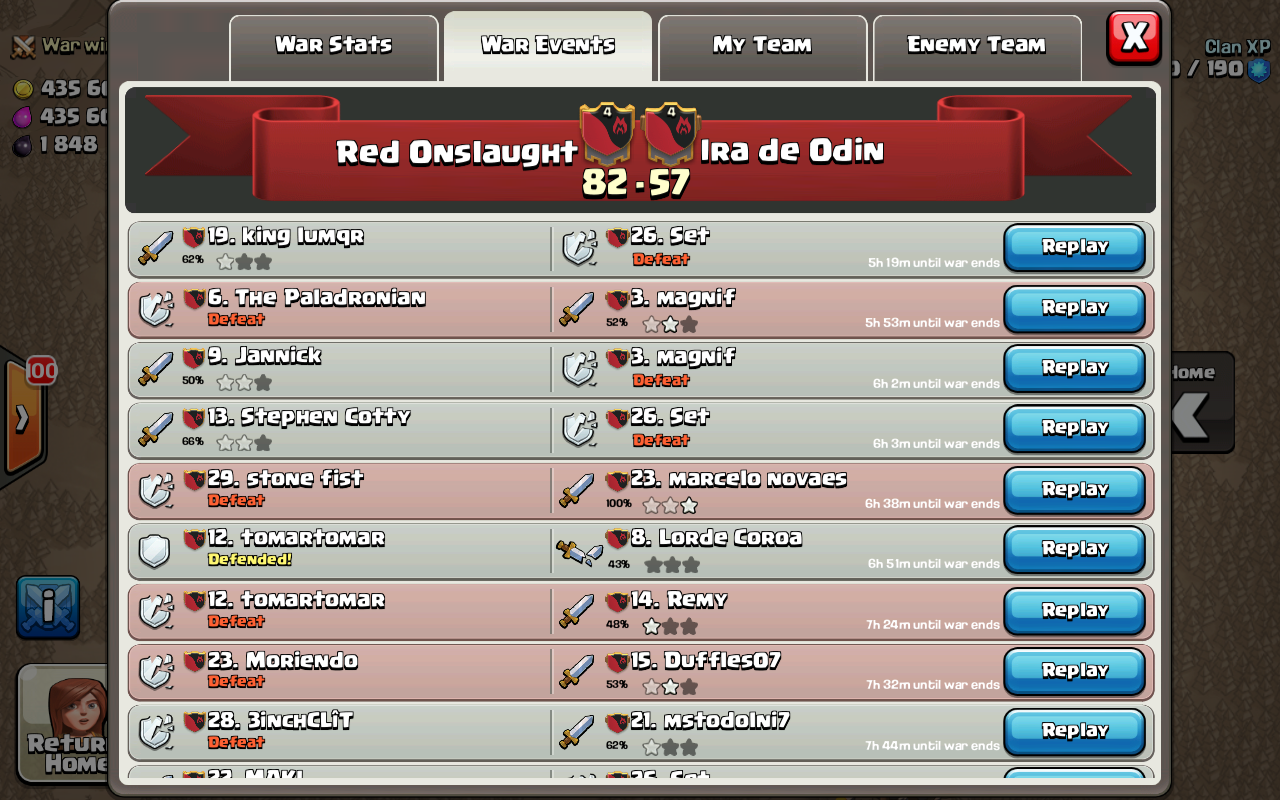 War Stats
War Events
My Team
Enemy Team
X
435
435
1 848
Clan XP
/ 190
4
4
Red Onslaught
Ira de Odin
82 - 57
19. king lumqr
62%
26. Set
Defeat
5h 19m until war ends
Replay
6. The Paladronian
Defeat
3. magnif
52%
5h 53m until war ends
Replay
9. Jannick
50%
3. magnif
Defeat
6h 2m until war ends
Replay
13. Stephen Cotty
66%
26. Set
Defeat
6h 3m until war ends
Replay
29. stone fist
Defeat
23. marcelo novaes
100%
6h 38m until war ends
Replay
12. tomartomar
Defended!
8. Lorde Coroa
43%
6h 51m until war ends
Replay
12. tomartomar
Defeat
14. Remy
48%
7h 24m until war ends
Replay
23. Moriendo
Defeat
15. Duffles07
53%
7h 32m until war ends
Replay
28. 3inchCLîT
Defeat
21. mstodolni7
62%
7h 44m until war ends
Replay
100
i
Home